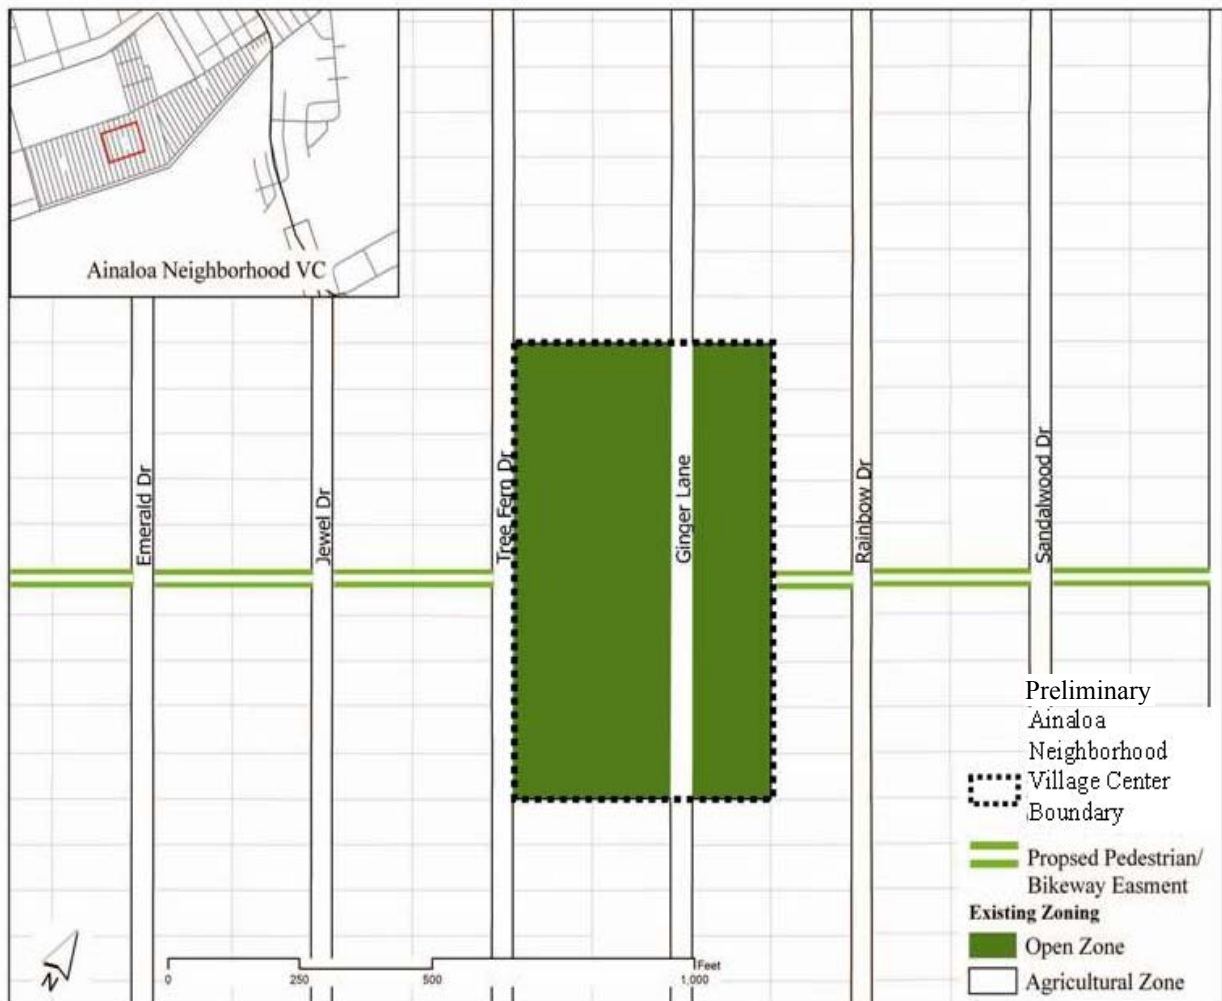 Ainaloa Neighborhood VC
Emerald Dr
Jewel Dr
Tree Fern Dr
Ginger Lane
Rainbow Dr
Sandalwood Dr
Preliminary
Ainaloa
Neighborhood
Village Center
Boundary
Propsed Pedestrian/
Bikeway Easment
Existing Zoning
Open Zone
Agricultural Zone
N
Feet
0 250 500 1,000